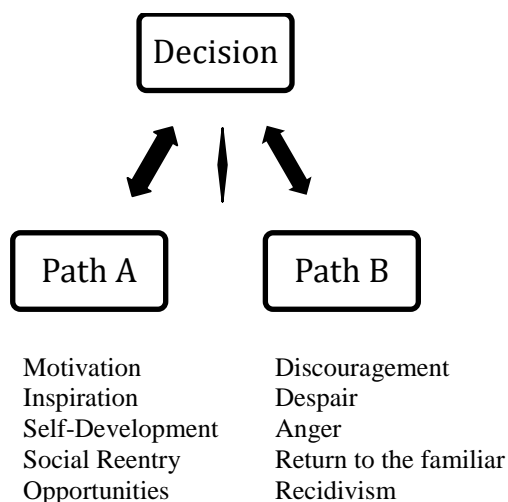 Decision
Path A
Path B
Motivation
Inspiration
Self-Development
Social Reentry
Opportunities
Discouragement
Despair
Anger
Return to the familiar
Recidivism